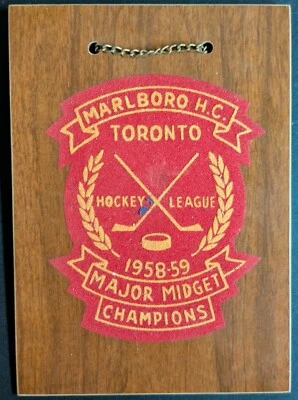 MARLBORO H.C.
TORONTO
HOCKEY LEAGUE
1958-59
MAJOR MIDGET
CHAMPIONS